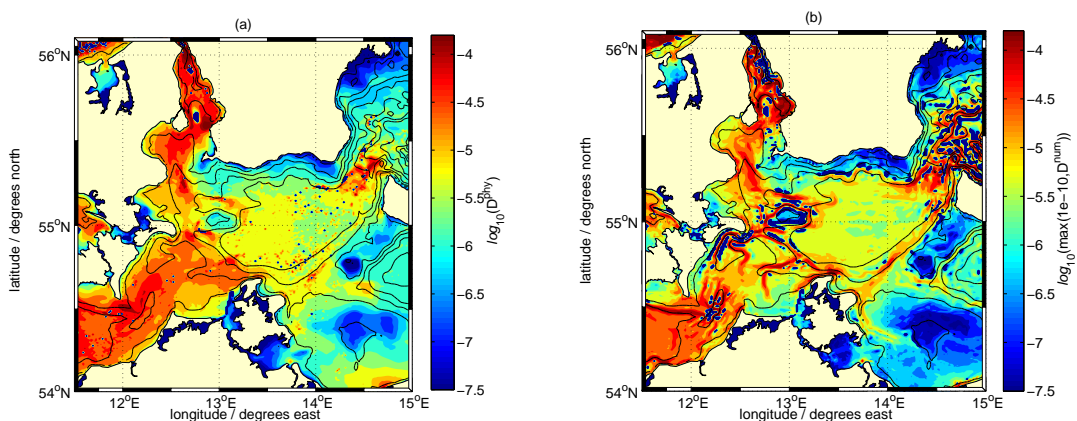 (a)
56°N
55°N
54°N
12°E
13°E
14°E
15°E
latitude / degrees north
longitude / degrees east
−4
−4.5
−5
−5.5
−6
−6.5
−7
−7.5
log10(D^phy)
(b)
56°N
55°N
54°N
12°E
13°E
14°E
15°E
latitude / degrees north
longitude / degrees east
−4
−4.5
−5
−5.5
−6
−6.5
−7
−7.5
log10(max(1e−10,D^num))